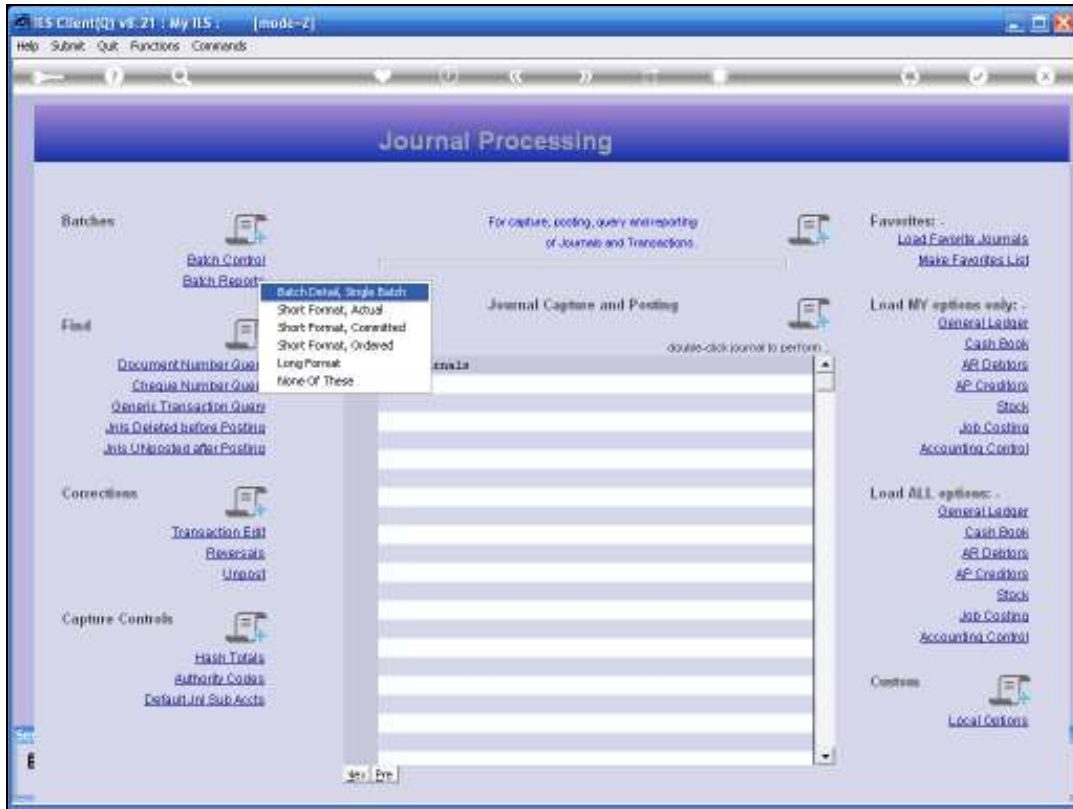 IES Client(Q) v8.21 : My IES : [mode=2]
Help Submit Quit Functions Commands
Journal Processing
Batches
Batch Control
Batch Reports
Batch Detail, Single Batch
Short Format, Actual
Short Format, Committed
Short Format, Ordered
Long Format
None Of These
Find
Document Number
Cheque Number
Generic Transaction Query
Jnls Deleted before Posting
Jnls UNposted after Posting
Corrections
Transaction Edit
Reversals
Unpost
Capture Controls
Hash Totals
Authority Codes
Default Jnl Sub Accts
For capture, posting, query and reporting
of Journals and Transactions.
Journal Capture and Posting
double-click journal to perform :
Favorites: -
Load Favorite Journals
Make Favorites List
Load MY options only: -
General Ledger
Cash Book
AR Debtors
AP Creditors
Stock
Job Costing
Accounting Control
Load ALL options: -
General Ledger
Cash Book
AR Debtors
AP Creditors
Stock
Job Costing
Accounting Control
Custom
Local Options
Pre